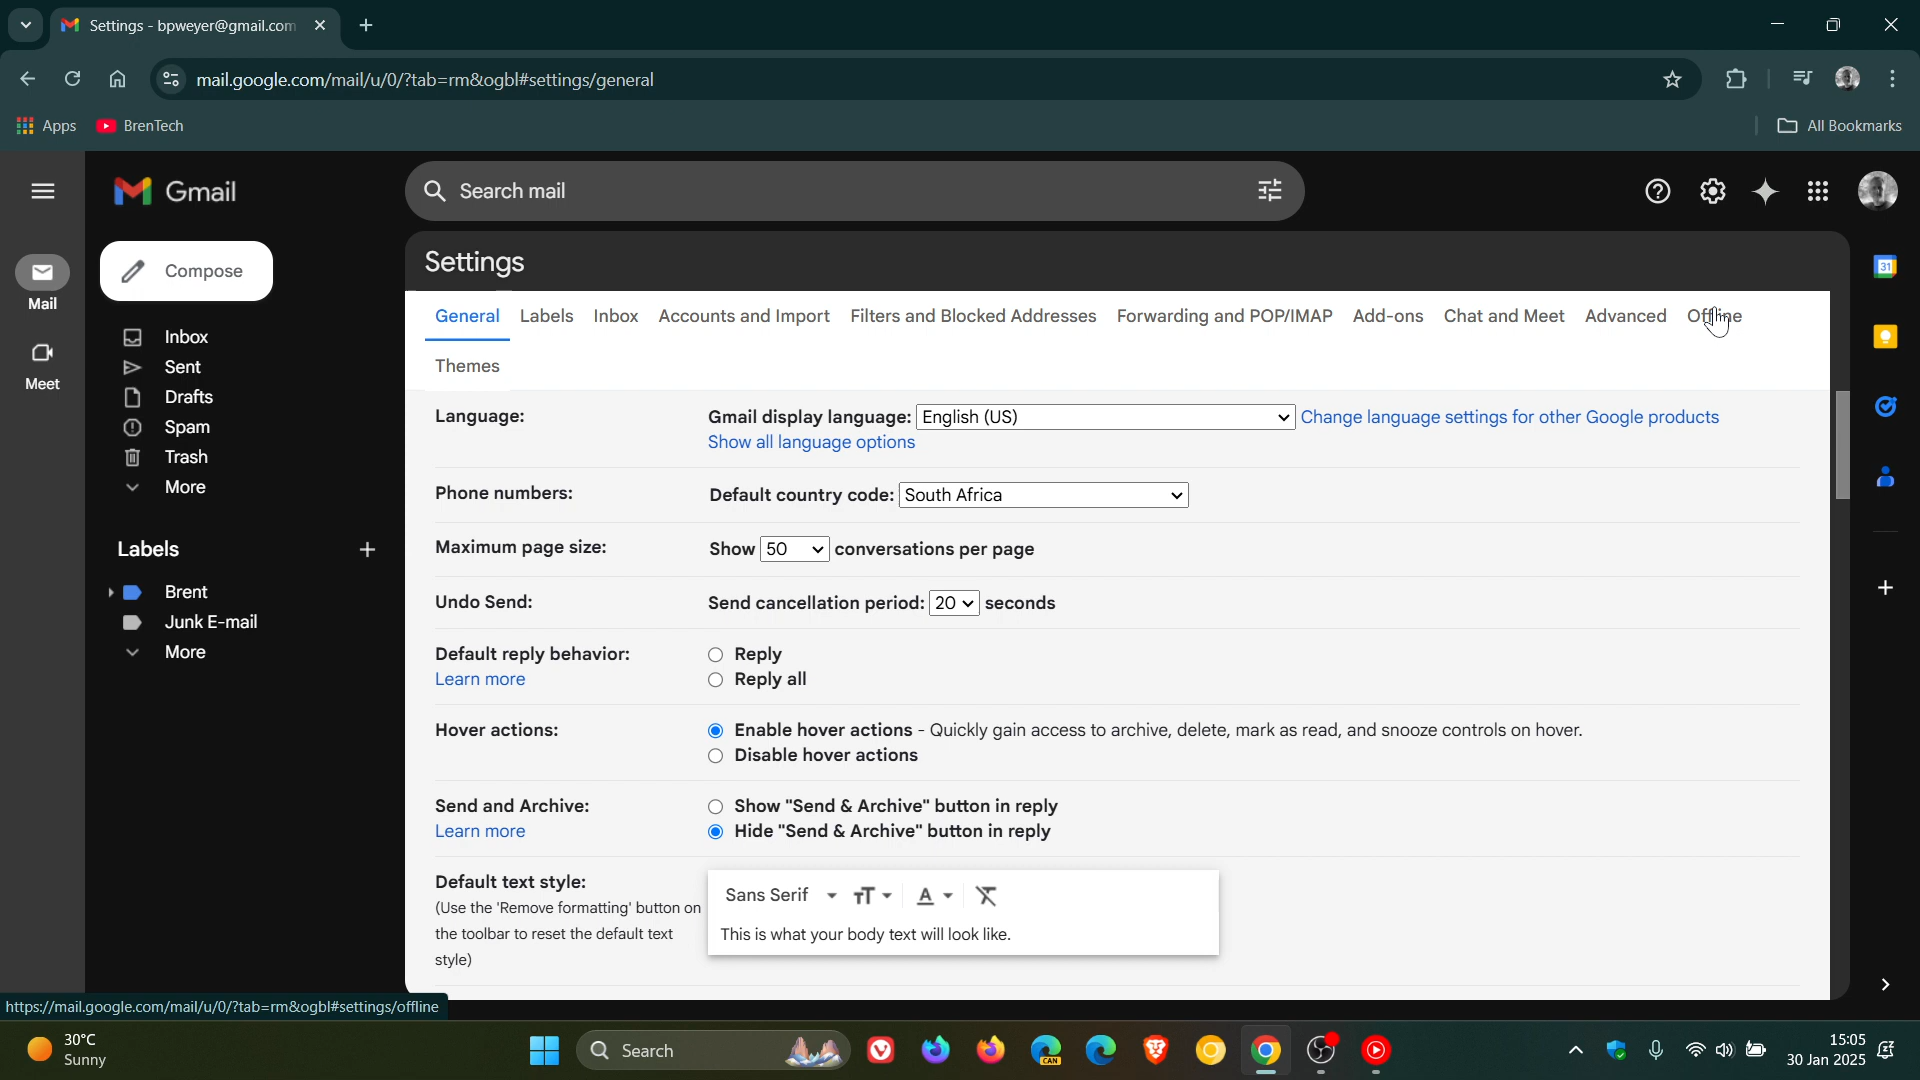 Settings - bpweyer@gmail.com
mail.google.com/mail/u/0/?tab=rm&ogbl#settings/general
Apps BrenTech All Bookmarks
Gmail Search mail
Settings
Compose
Mail
General Labels Inbox Accounts and Import Filters and Blocked Addresses Forwarding and POP/IMAP Add-ons Chat and Meet Advanced Offline
Themes
Inbox
Sent
Meet
Drafts
Spam
Trash
More
Labels
Brent
Junk E-mail
More
Language: Gmail display language: English (US) Change language settings for other Google products
Show all language options
Phone numbers: Default country code: South Africa
Maximum page size: Show 50 conversations per page
Undo Send: Send cancellation period: 20 seconds
Default reply behavior: Reply
Learn more Reply all
Hover actions: Enable hover actions - Quickly gain access to archive, delete, mark as read, and snooze controls on hover.
Disable hover actions
Send and Archive: Show "Send & Archive" button in reply
Learn more Hide "Send & Archive" button in reply
Default text style: Sans Serif
(Use the 'Remove formatting' button on
the toolbar to reset the default text
style)
This is what your body text will look like.
https://mail.google.com/mail/u/0/?tab=rm&ogbl#settings/offline
30°C
Sunny
Search
CAN
15:05
30 Jan 2025
31